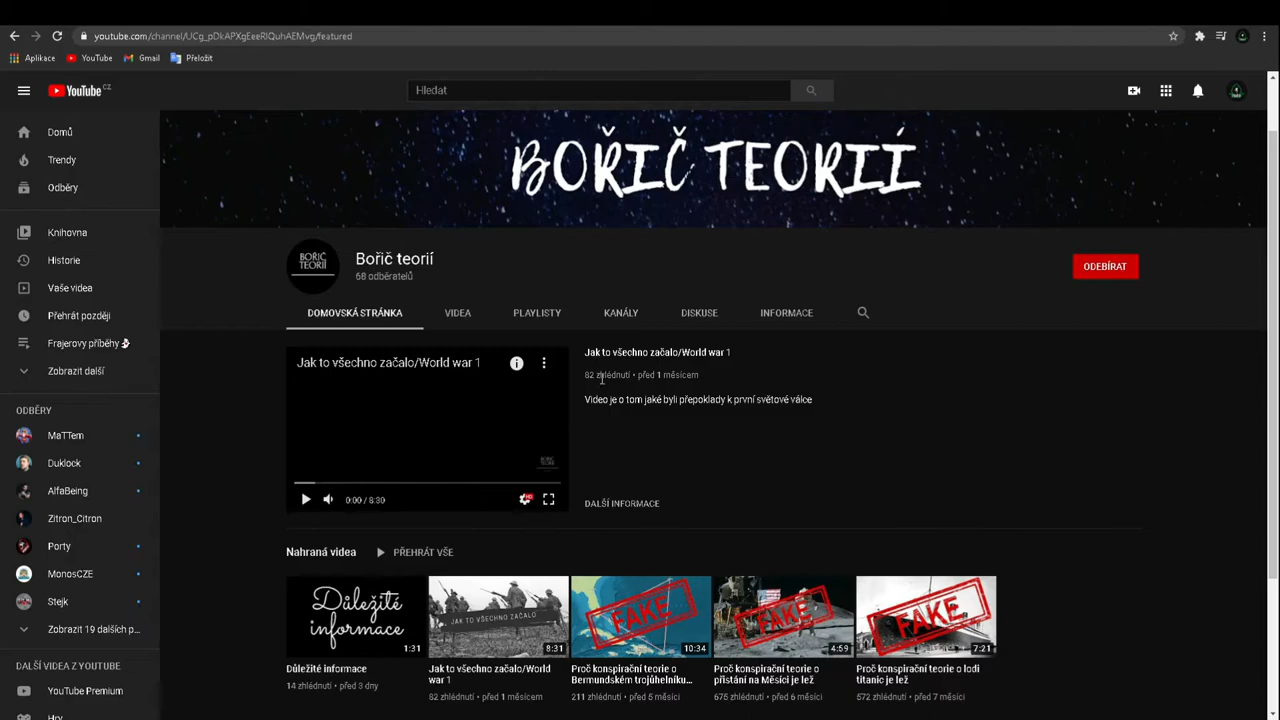 youtube.com/channel/UCg_pDkAPXgEeeRlQuhAEMvg/featured
Aplikace
YouTube
Gmail
Přeložit
YouTube CZ
Hledat
Domů
Trendy
Odběry
Knihovna
Historie
Vaše videa
Přehrát později
Frajerovy příběhy
Zobrazit další
ODBĚRY
MaTTem
Duklock
AlfaBeing
Zitron_Citron
Porty
MonosCZE
Stejk
Zobrazit 19 dalších p...
DALŠÍ VIDEA Z YOUTUBE
YouTube Premium
Hry
BOŘIČ TEORIÍ
BOŘIČ
TEORIÍ
Bořič teorií
68 odběratelů
ODEBÍRAT
DOMOVSKÁ STRÁNKA
VIDEA
PLAYLISTY
KANÁLY
DISKUSE
INFORMACE
Jak to všechno začalo/World war 1
BOŘIČ
TEORIÍ
0:00 / 8:30
HD
Jak to všechno začalo/World war 1
82 zhlédnutí • před 1 měsícem
Video je o tom jaké byli přepoklady k první světové válce
DALŠÍ INFORMACE
Nahraná videa
PŘEHRÁT VŠE
Důležité
informace
1:31
Důležité informace
14 zhlédnutí • před 3 dny
JAK TO VŠECHNO ZAČALO
8:31
Jak to všechno začalo/World
war 1
82 zhlédnutí • před 1 měsícem
FAKE
10:34
Proč konspirační teorie o
Bermundském trojúhelníku...
211 zhlédnutí • před 5 měsíci
FAKE
4:59
Proč konspirační teorie o
přistání na Měsíci je lež
675 zhlédnutí • před 6 měsíci
FAKE
7:21
Proč konspirační teorie o lodi
titanic je lež
572 zhlédnutí • před 7 měsíci